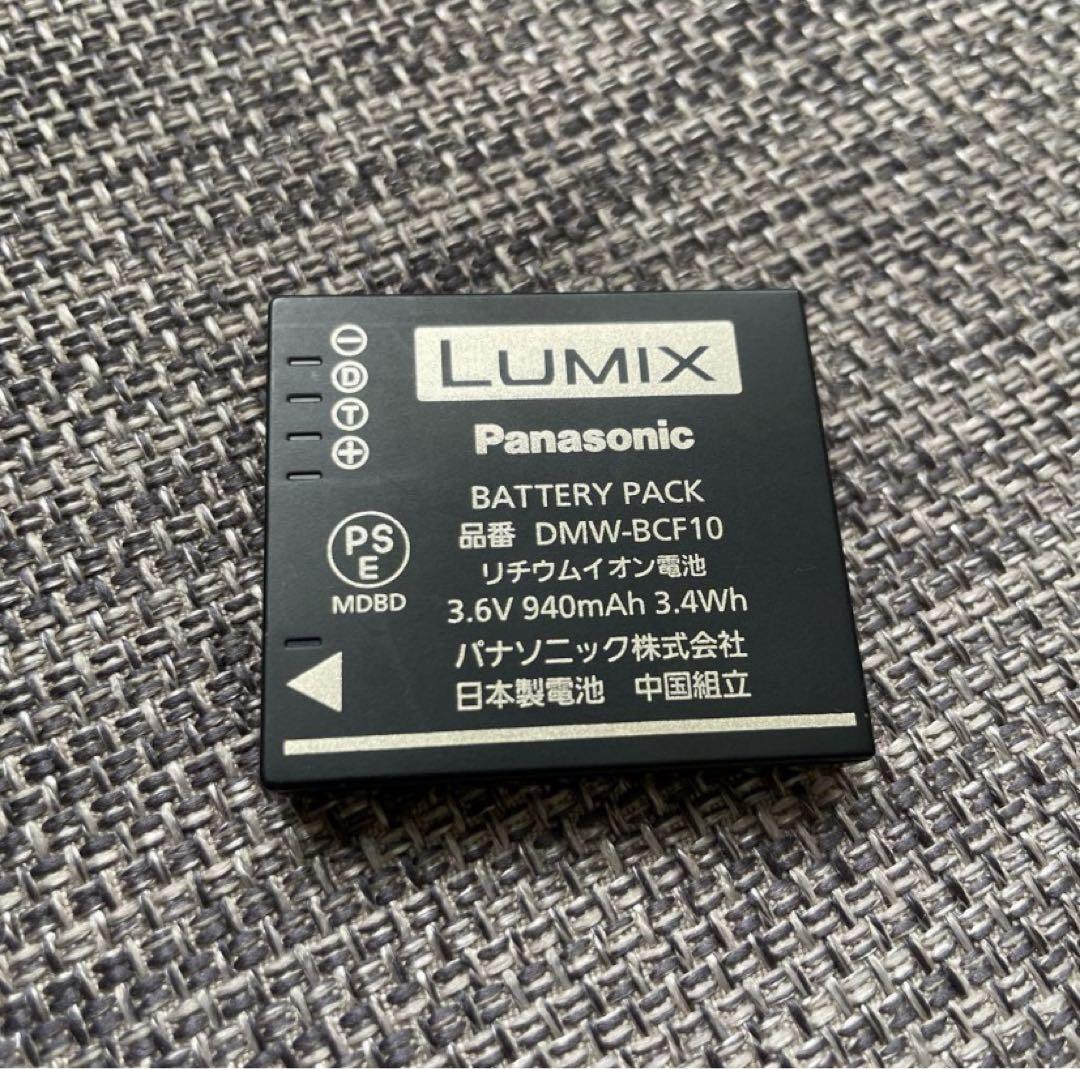 LUMIX
Panasonic
BATTERY PACK
品番 DMW-BCF10
リチウムイオン電池
3.6V 940mAh 3.4Wh
パナソニック株式会社
日本製電池 中国組立
−
D
T
+
PS
E
MDBD